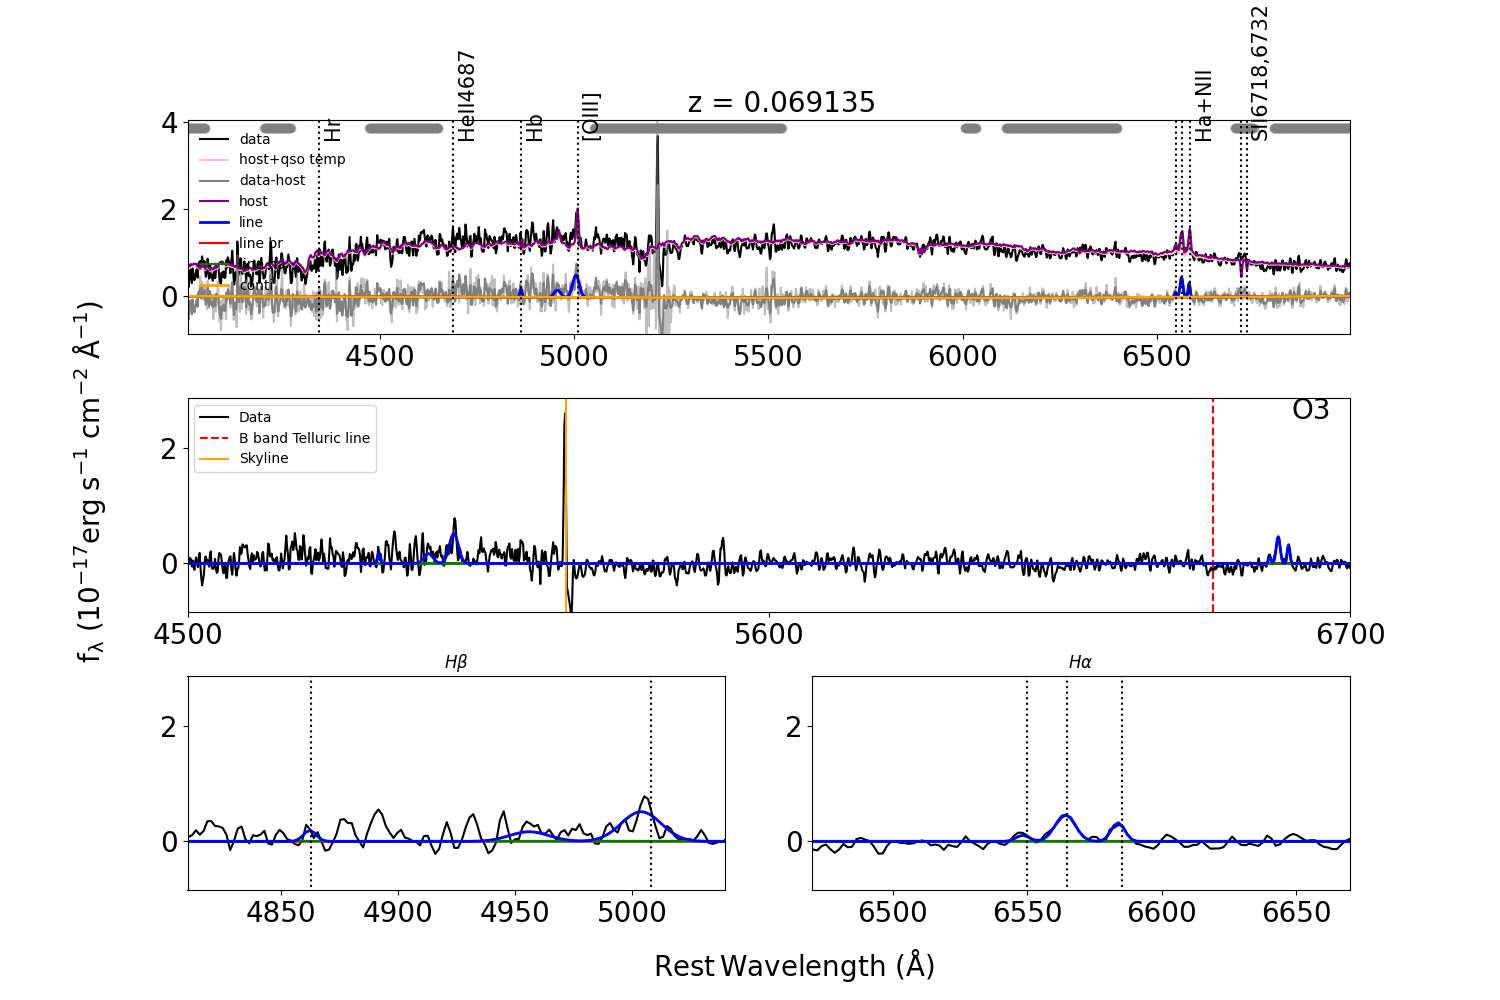 z = 0.069135
Hr
HeII4687
Hb
[OIII]
Ha+NII
SII6718,6732
data
host+qso temp
data-host
host
line
line br
conti
4
2
0
4500
5000
5500
6000
6500
Data
B band Telluric line
Skyline
O3
2
0
4500
5600
6700
fλ (10⁻¹⁷erg s⁻¹ cm⁻² Å⁻¹)
Hβ
2
0
4850
4900
4950
5000
Hα
2
0
6500
6550
6600
6650
Rest Wavelength (Å)